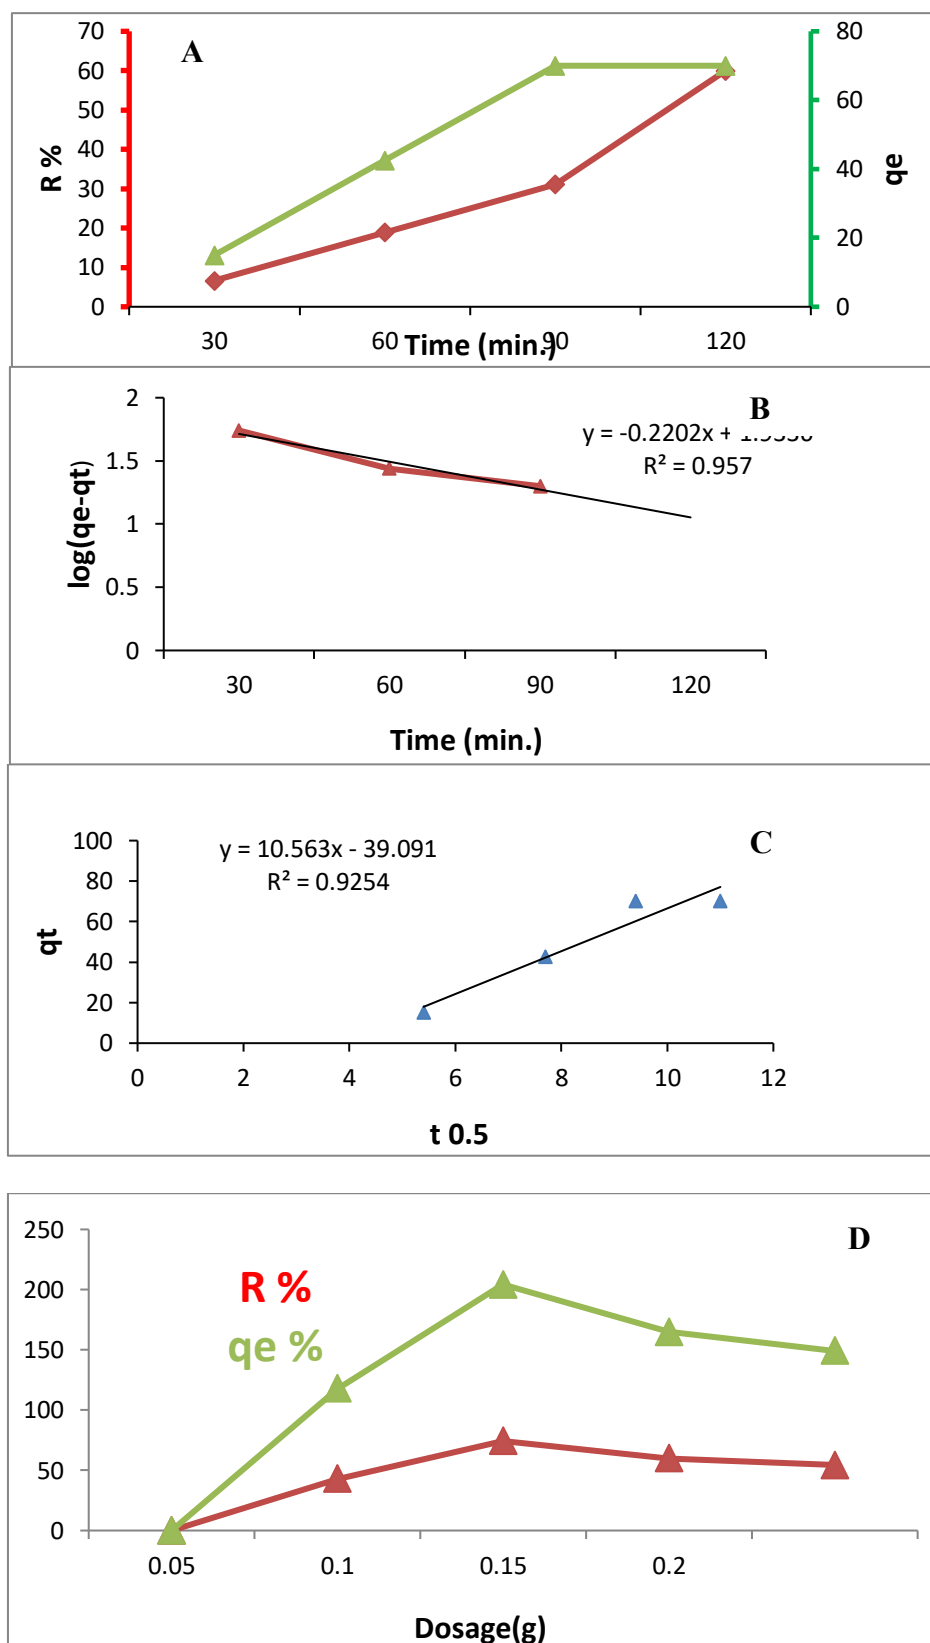 A
70
60
50
40
30
20
10
0
R %
80
60
40
20
0
qe
30 60 90 120
Time (min.)
B
2
1.5
1
0.5
0
log(qe-qt)
y = -0.2202x +
R² = 0.957
30 60 90 120
Time (min.)
C
100
80
60
40
20
0
qt
y = 10.563x - 39.091
R² = 0.9254
0 2 4 6 8 10 12
t 0.5
D
250
200
150
100
50
0
R %
qe %
0.05 0.1 0.15 0.2
Dosage(g)